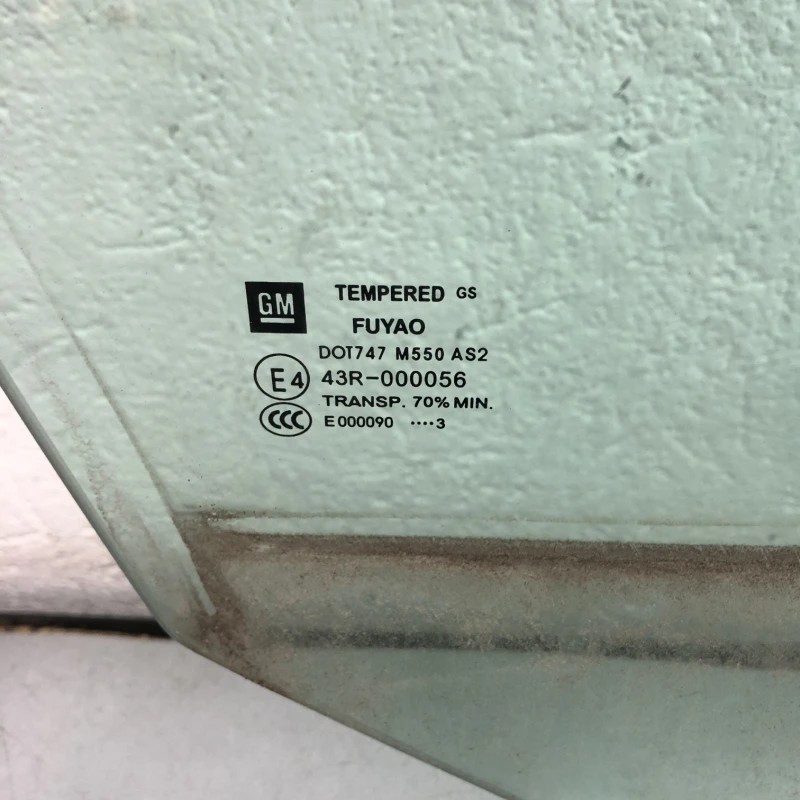 GM
TEMPERED GS
FUYAO
DOT747 M550 AS2
E4
43R-000056
TRANSP. 70% MIN.
CCC
E000090 ····3